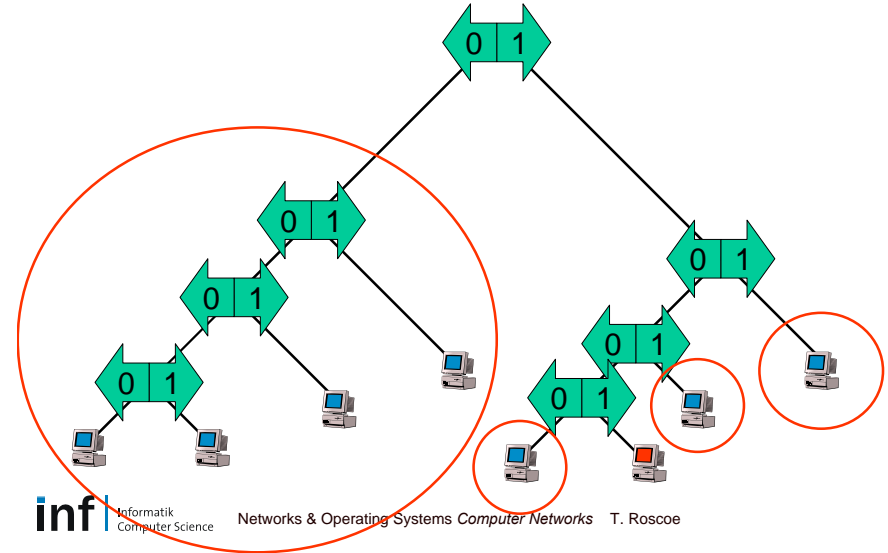 0 1
0 1
0 1
0 1
0 1
0 1
0 1
inf Informatik
Computer Science
Networks & Operating Systems Computer Networks T. Roscoe